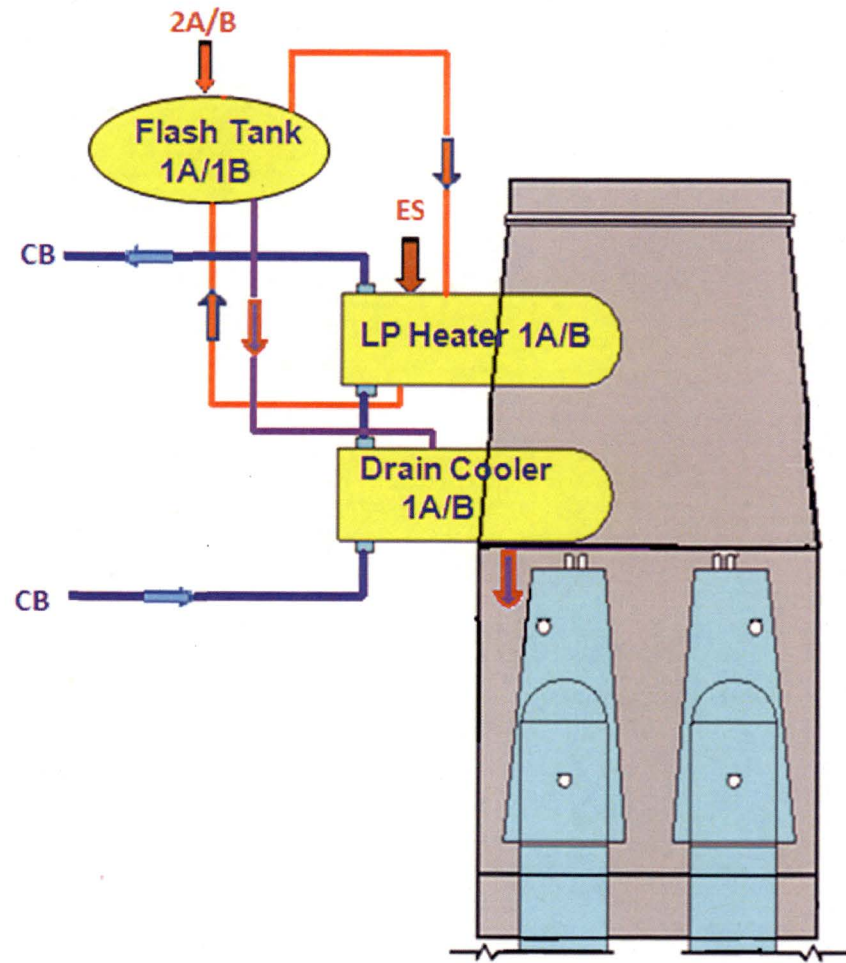 2A/B
Flash Tank
1A/1B
ES
CB
LP Heater 1A/B
Drain Cooler
1A/B
CB